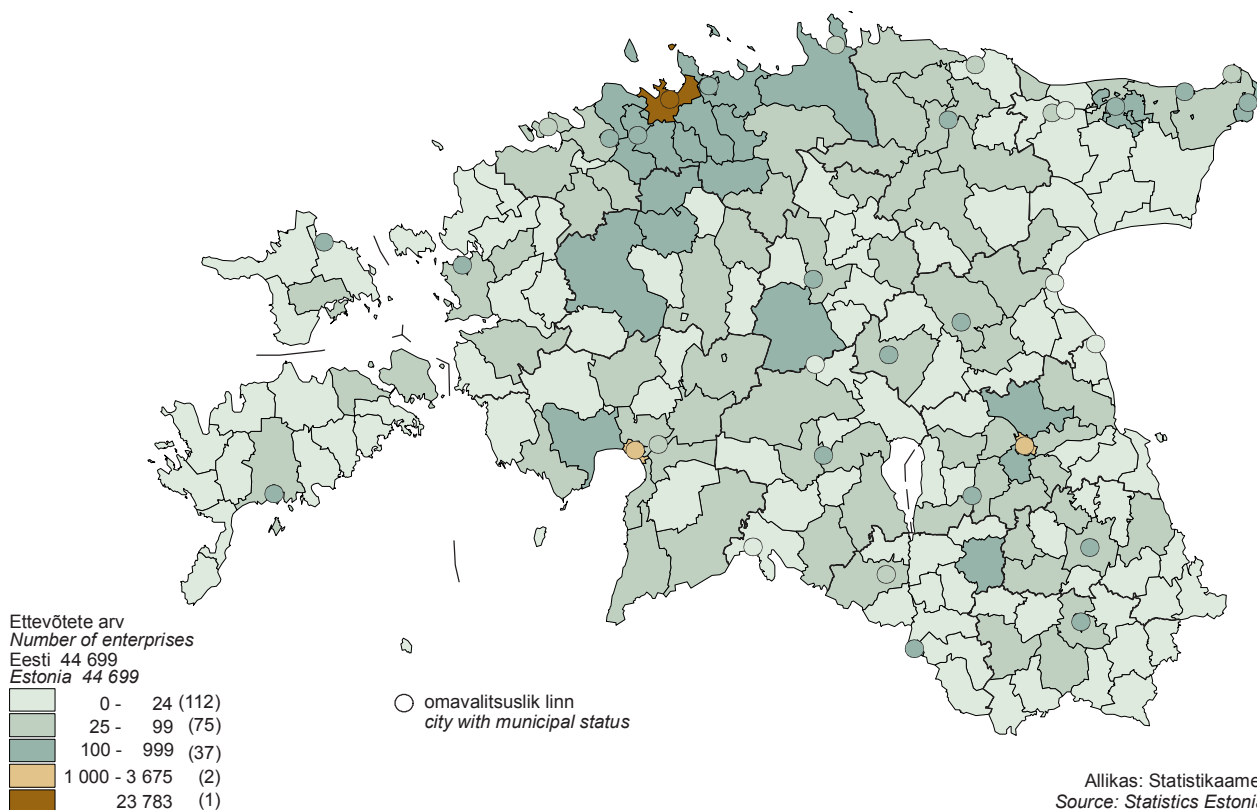 Ettevõtete arv
Number of enterprises
Eesti 44 699
Estonia 44 699
0 - 24 (112)
25 - 99 (75)
100 - 999 (37)
1 000 - 3 675 (2)
23 783 (1)
omavalitsuslik linn
city with municipal status
Allikas: Statistikaame
Source: Statistics Estoni